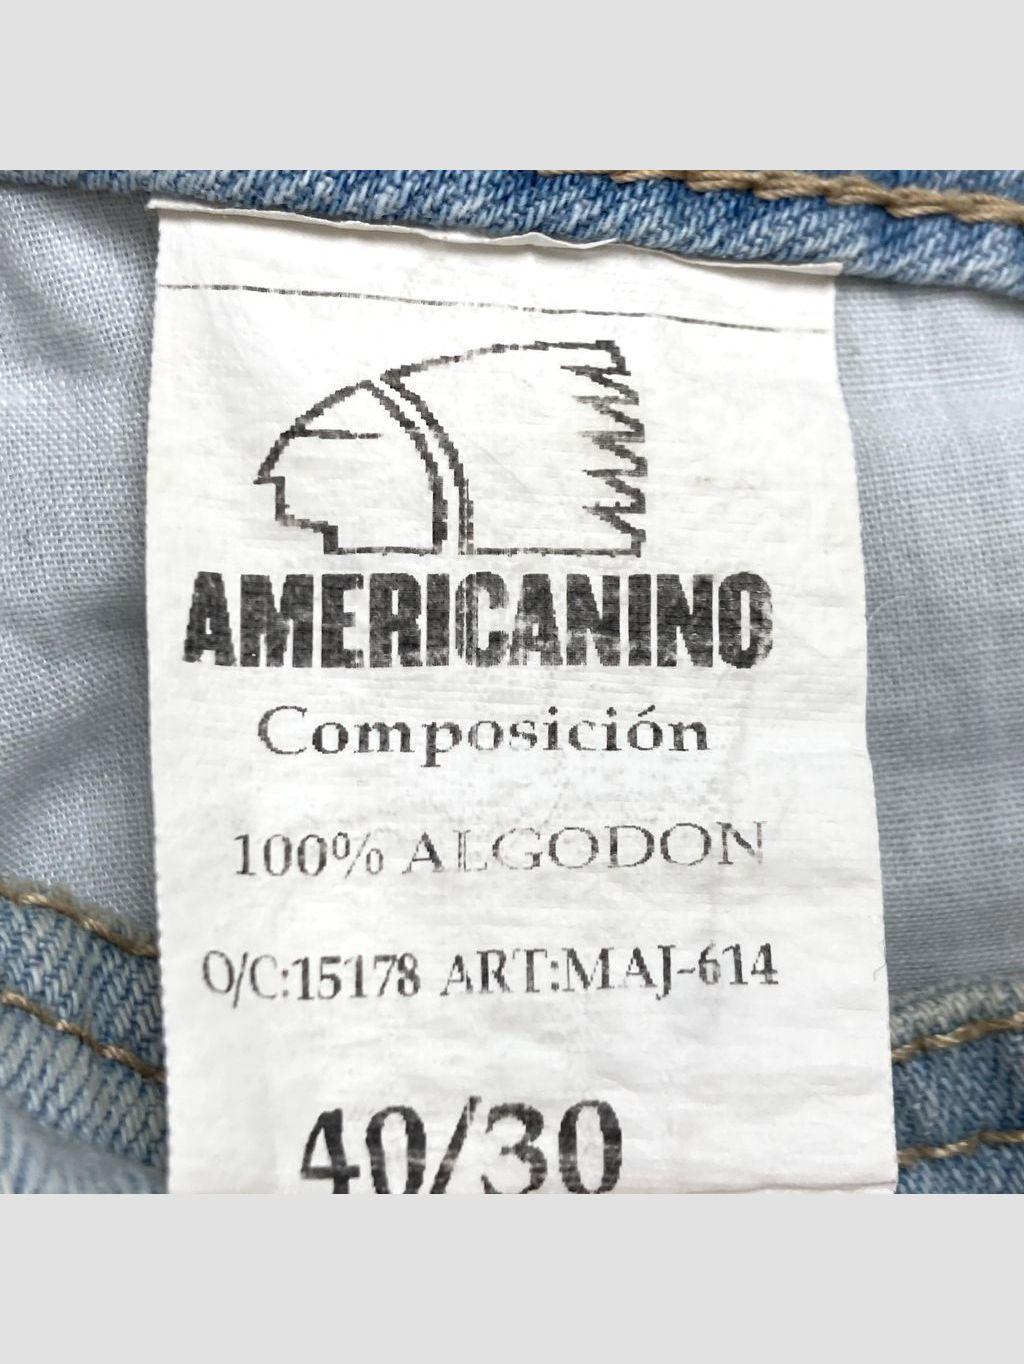 AMERICANINO
Composición
100% ALGODON
O/C:15178 ART:MAJ-614
40/30